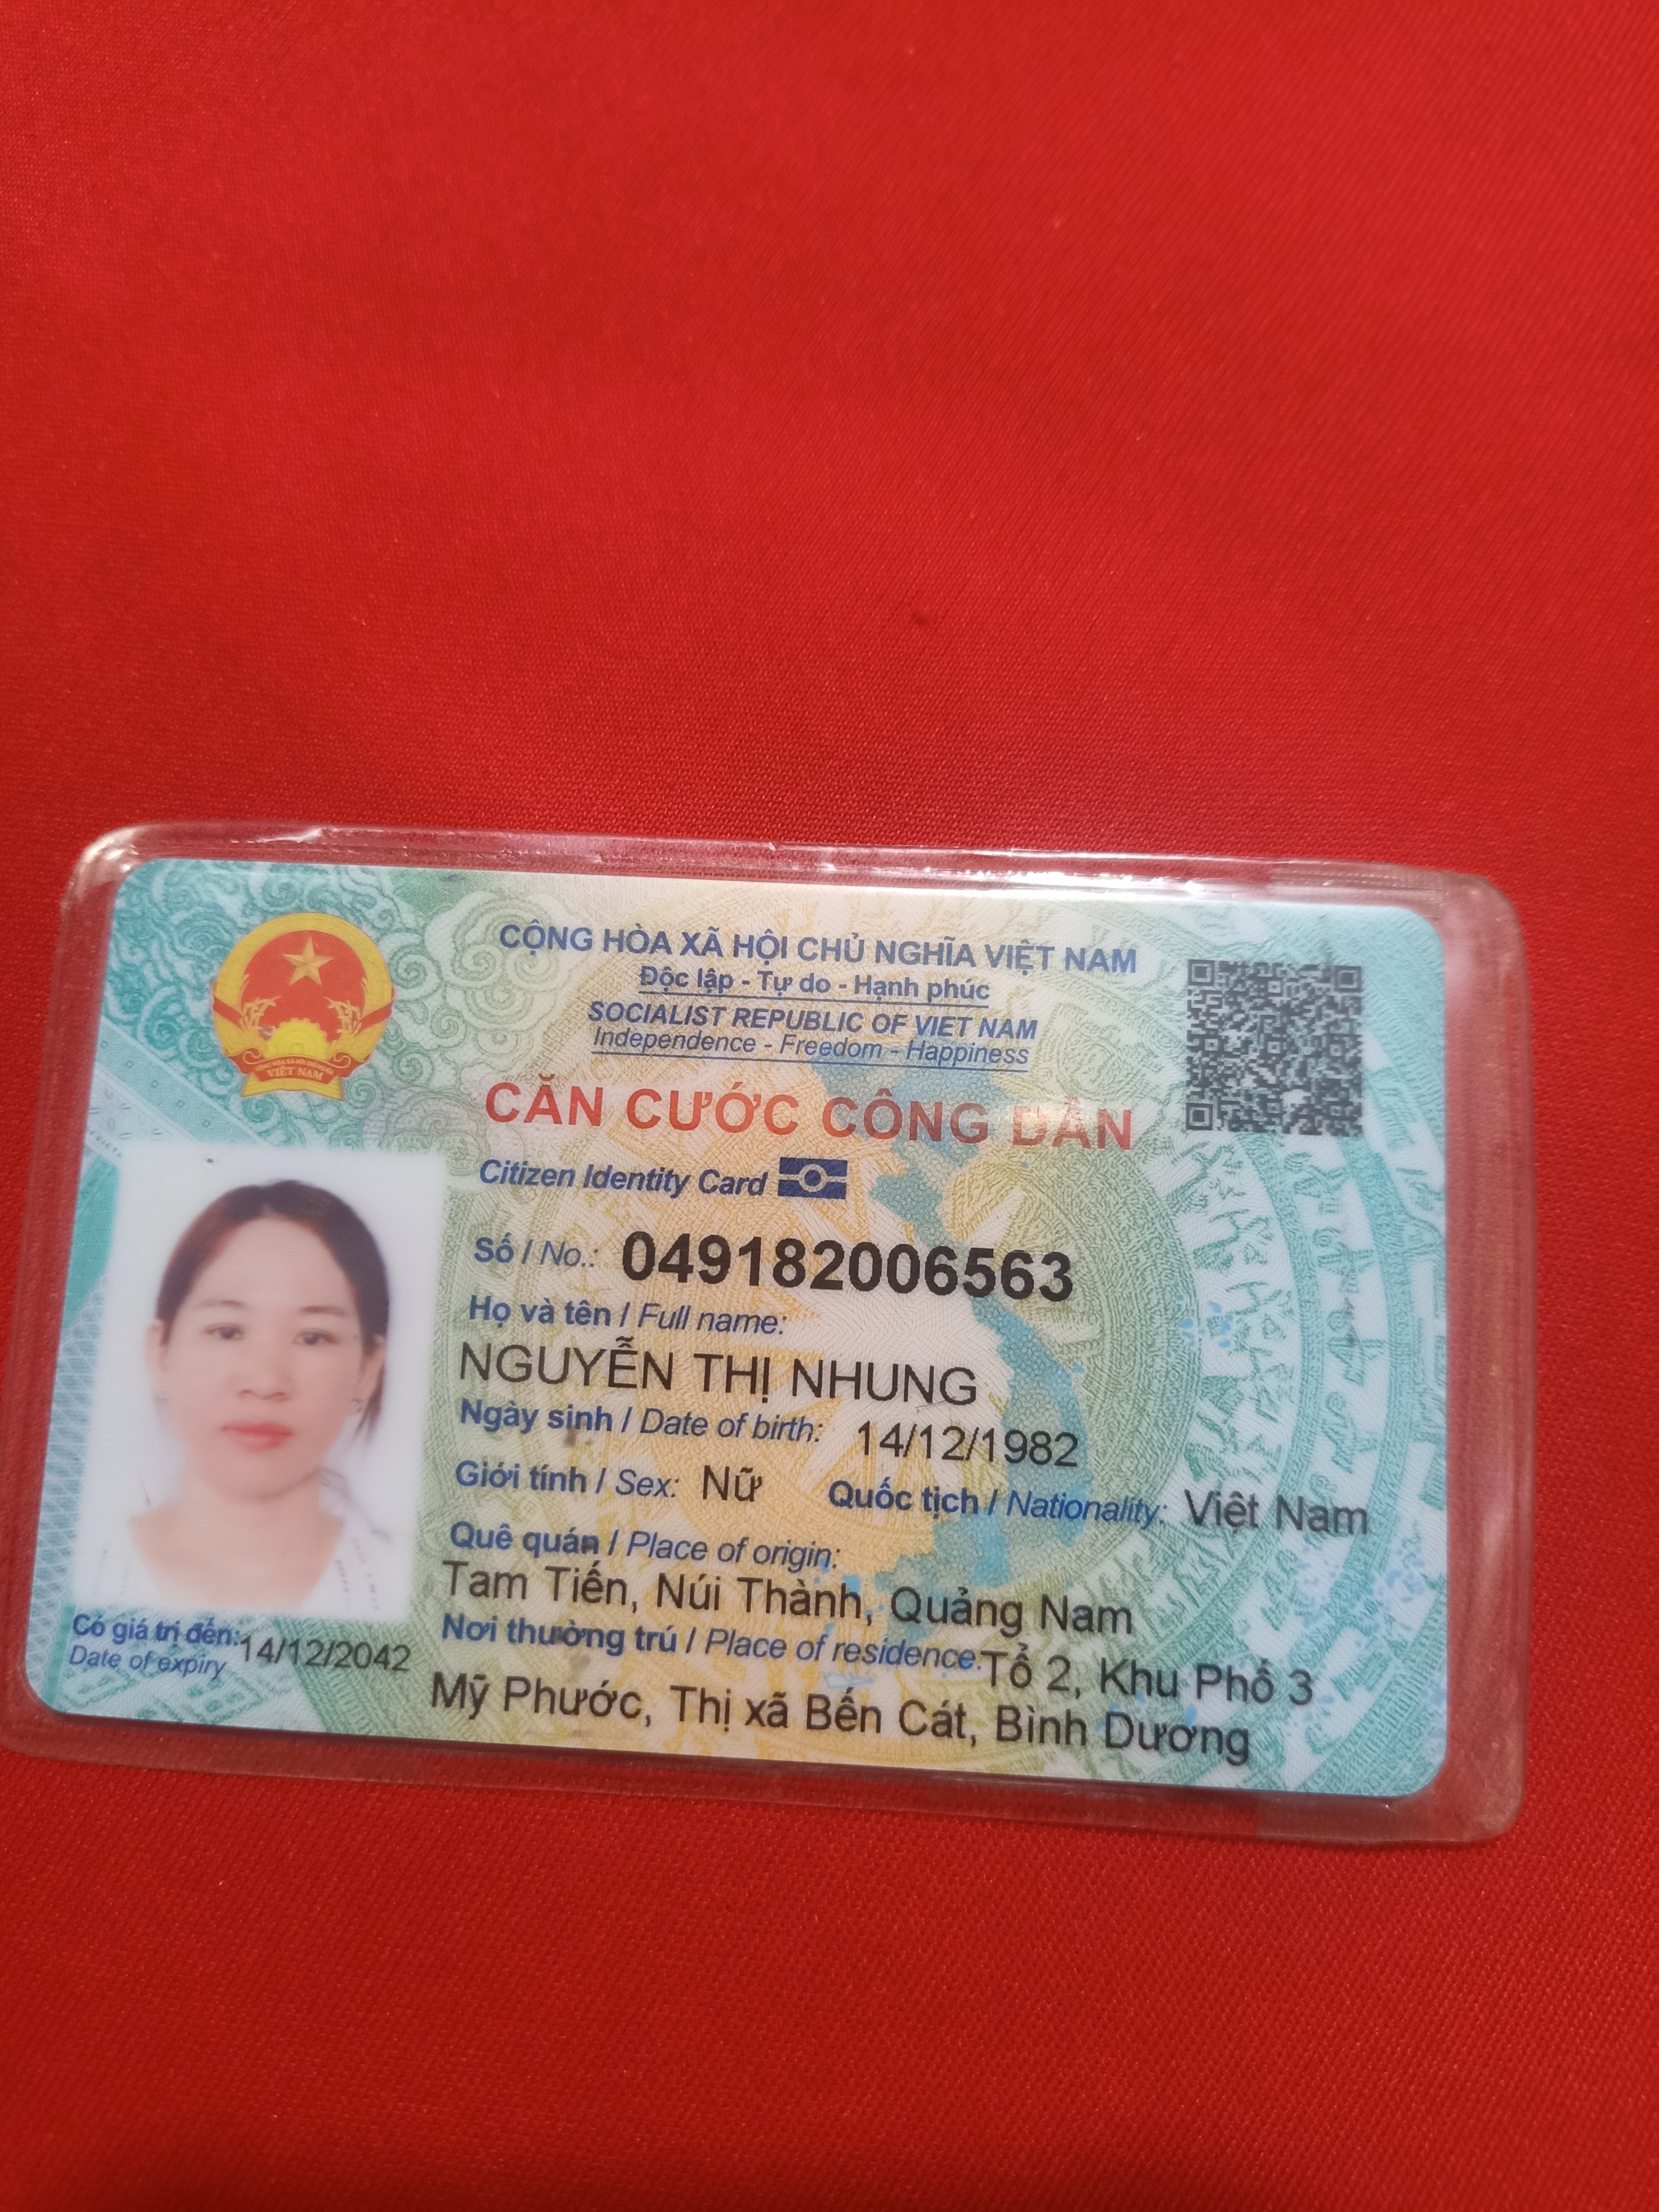 CỘNG HÒA XÃ HỘI CHỦ NGHĨA VIỆT NAM
Độc lập - Tự do - Hạnh phúc
SOCIALIST REPUBLIC OF VIET NAM
Independence - Freedom - Happiness
CĂN CƯỚC CÔNG DÂN
Citizen Identity Card
Số / No.: 049182006563
Họ và tên / Full name:
NGUYỄN THỊ NHUNG
Ngày sinh / Date of birth: 14/12/1982
Giới tính / Sex: Nữ Quốc tịch / Nationality: Việt Nam
Quê quán / Place of origin:
Tam Tiến, Núi Thành, Quảng Nam
Nơi thường trú / Place of residence: Tổ 2, Khu Phố 3
Mỹ Phước, Thị xã Bến Cát, Bình Dương
Có giá trị đến: 14/12/2042
Date of expiry
VIỆT NAM